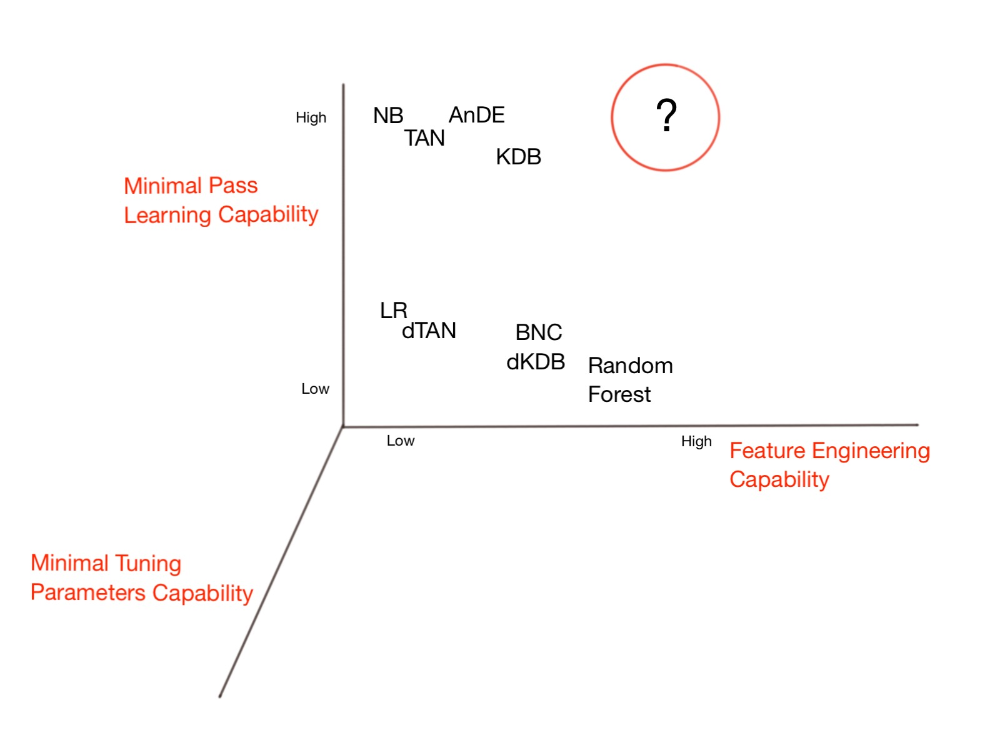 High
NB
AnDE
TAN
KDB
?
Minimal Pass
Learning Capability
LR
dTAN
BNC
dKDB
Random
Forest
Low
Low
High
Feature Engineering
Capability
Minimal Tuning
Parameters Capability